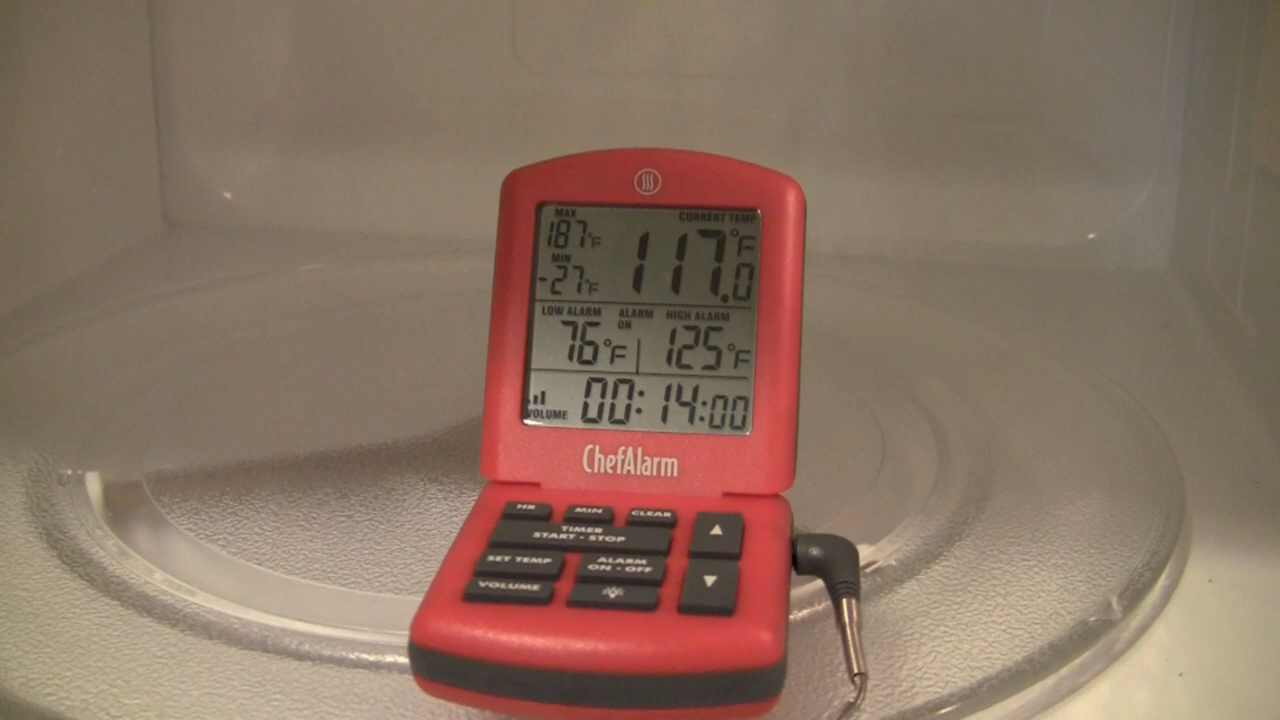 MAX
187°F
CURRENT TEMP
117.0°F
MIN
-27°F
LOW ALARM
ALARM ON
HIGH ALARM
76°F
125°F
VOLUME
00:14:00
ChefAlarm
HR
MIN
CLEAR
TIMER
START • STOP
SET TEMP
ALARM
ON • OFF
VOLUME